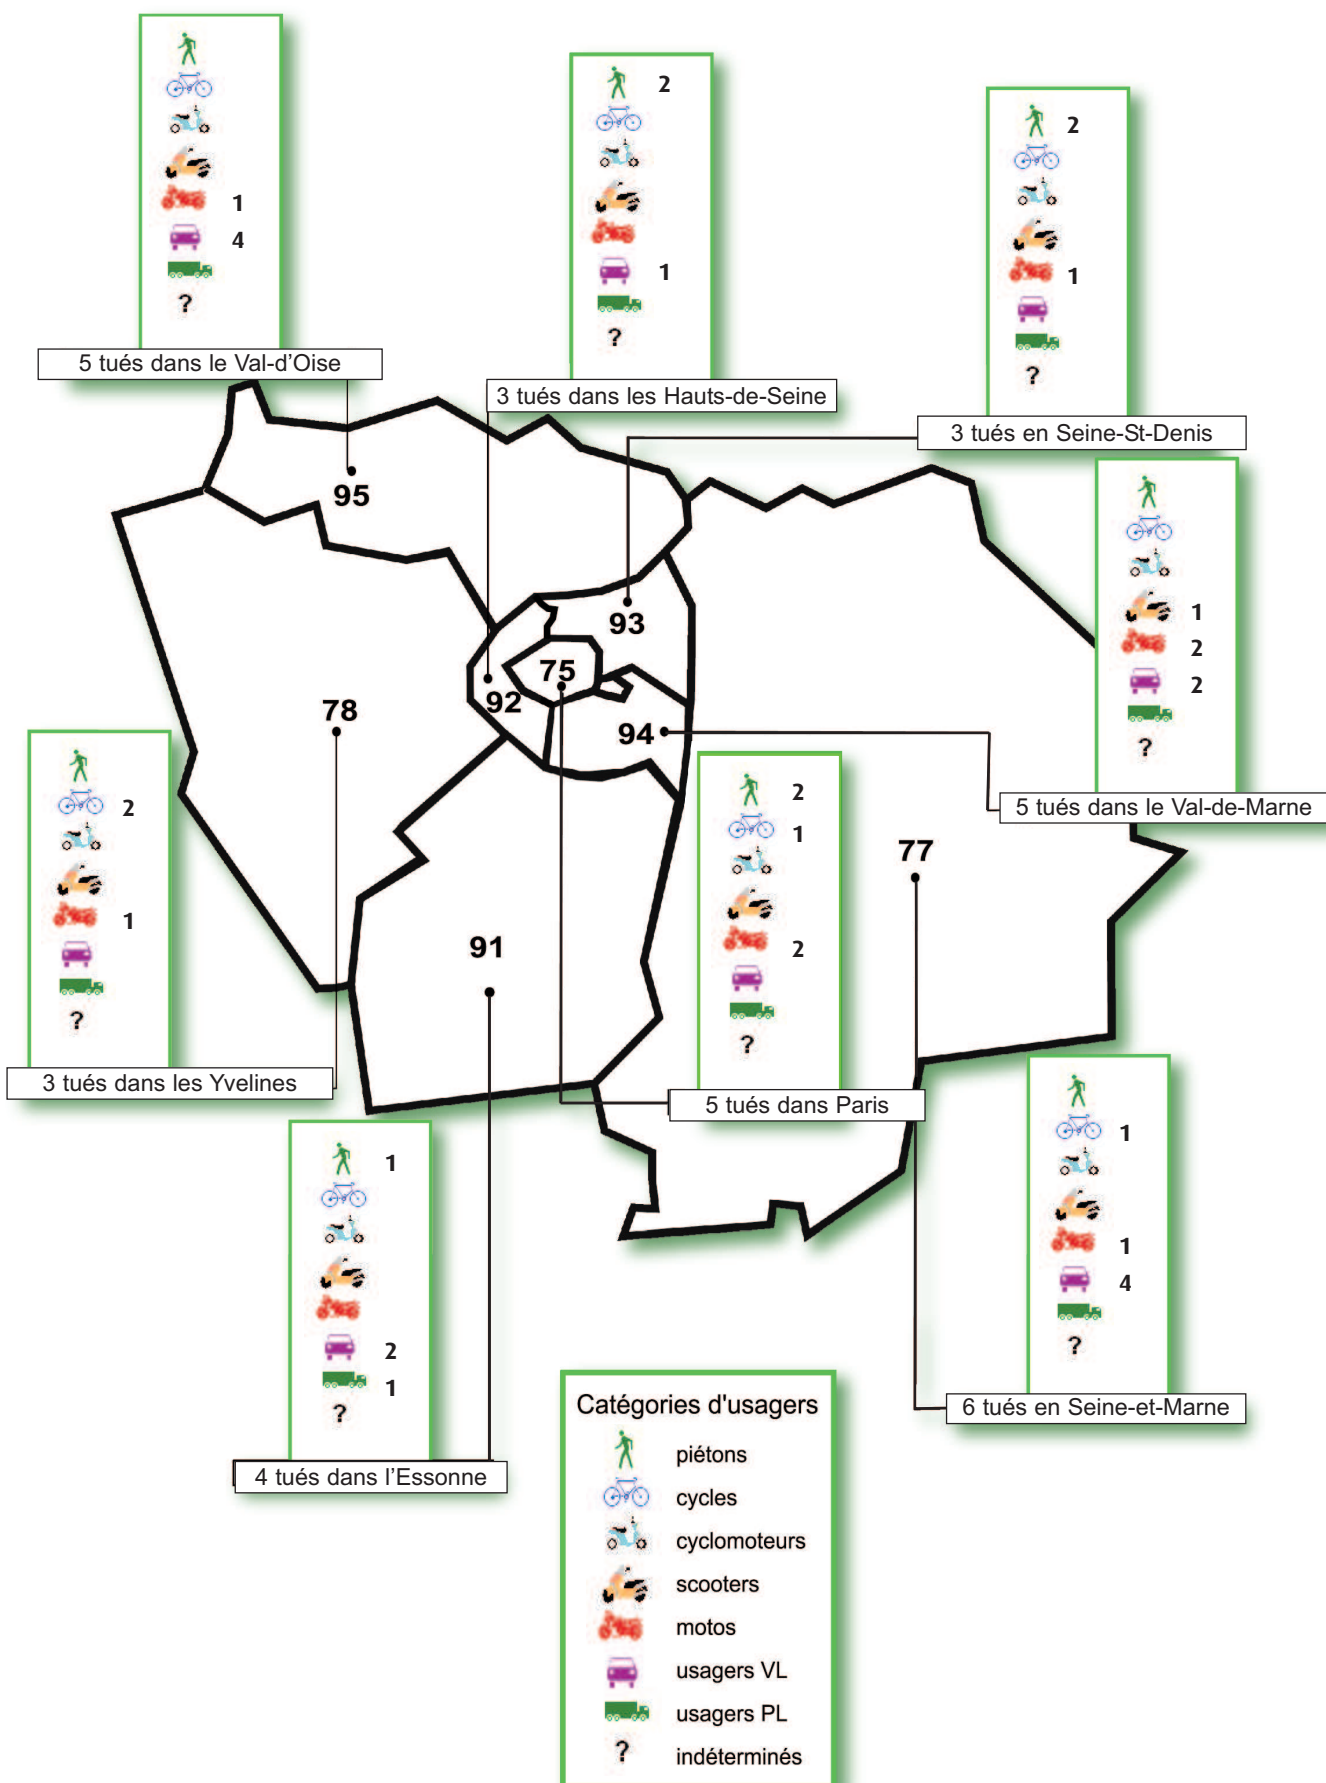 1
4
?
5 tués dans le Val-d'Oise
2
1
?
3 tués dans les Hauts-de-Seine
2
1
?
3 tués en Seine-St-Denis
1
2
2
?
5 tués dans le Val-de-Marne
95
93
75
92
78
94
77
91
2
1
?
3 tués dans les Yvelines
2
1
2
?
5 tués dans Paris
1
1
4
?
6 tués en Seine-et-Marne
1
2
1
?
4 tués dans l'Essonne
Catégories d'usagers
piétons
cycles
cyclomoteurs
scooters
motos
usagers VL
usagers PL
? indéterminés